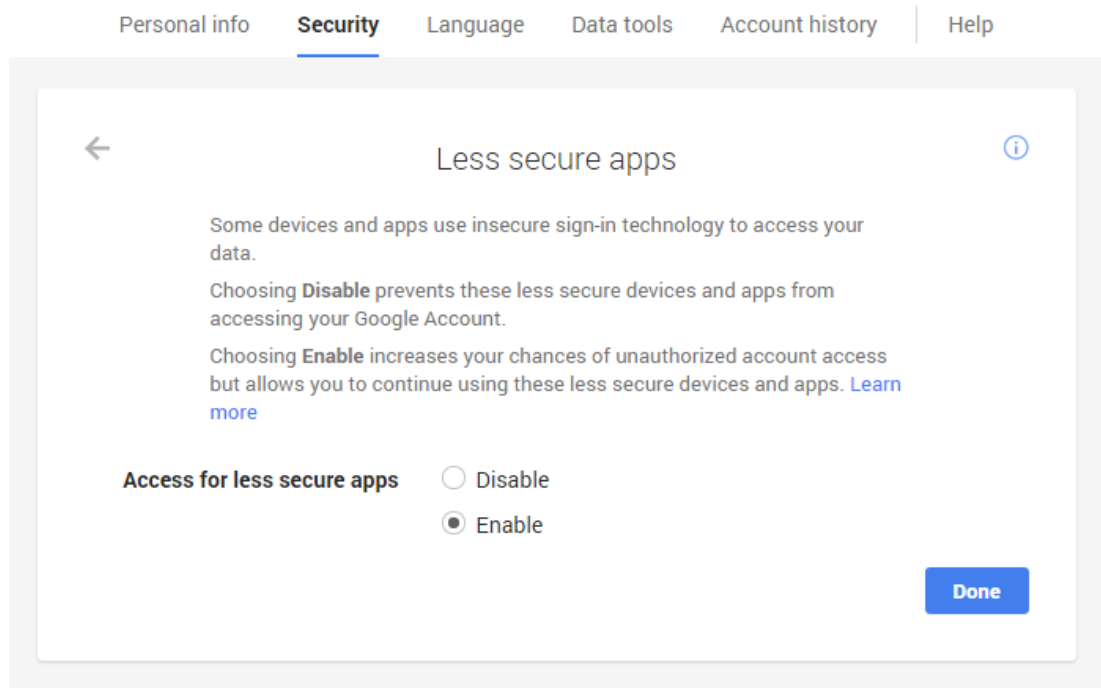 Personal info Security Language Data tools Account history Help
Less secure apps
Some devices and apps use insecure sign-in technology to access your
data.
Choosing Disable prevents these less secure devices and apps from
accessing your Google Account.
Choosing Enable increases your chances of unauthorized account access
but allows you to continue using these less secure devices and apps. Learn
more
Access for less secure apps Disable
Enable
Done